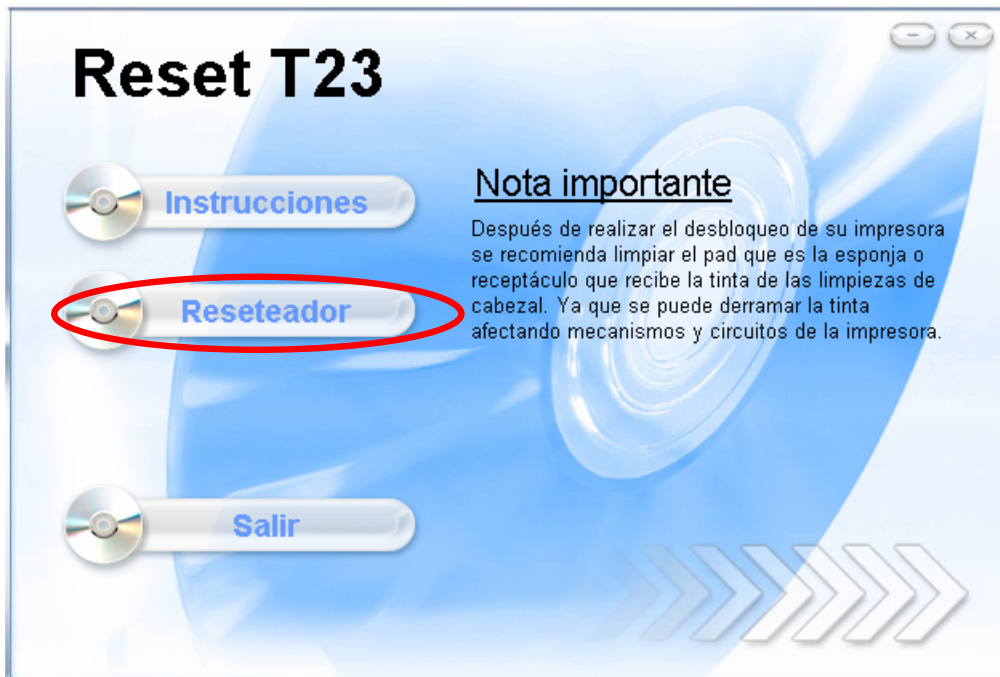 Reset T23
Instrucciones
Reseteador
Salir
Nota importante
Después de realizar el desbloqueo de su impresora
se recomienda limpiar el pad que es la esponja o
receptáculo que recibe la tinta de las limpiezas de
cabezal. Ya que se puede derramar la tinta
afectando mecanismos y circuitos de la impresora.